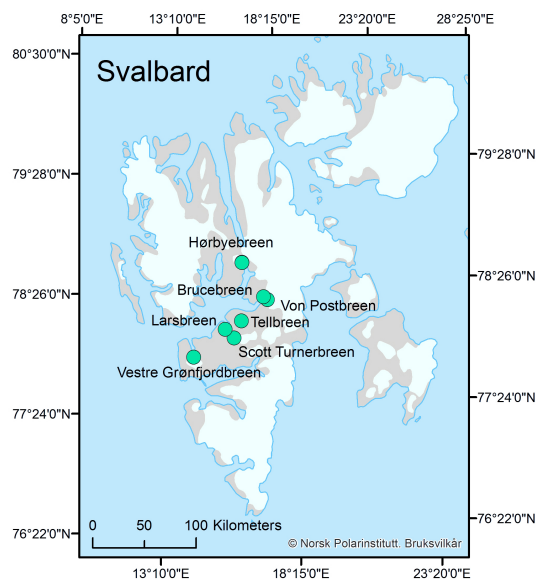 8°5'0"E 13°10'0"E 18°15'0"E 23°20'0"E 28°25'0"E
80°30'0"N
Svalbard
79°28'0"N
79°28'0"N
Hørbyebreen
78°26'0"N
Brucebreen
78°26'0"N
Von Postbreen
Larsbreen
Tellbreen
Scott Turnerbreen
Vestre Grønfjordbreen
77°24'0"N
77°24'0"N
0 50 100 Kilometers
76°22'0"N
76°22'0"N
© Norsk Polarinstitutt. Bruksvilkår
13°10'0"E 18°15'0"E 23°20'0"E